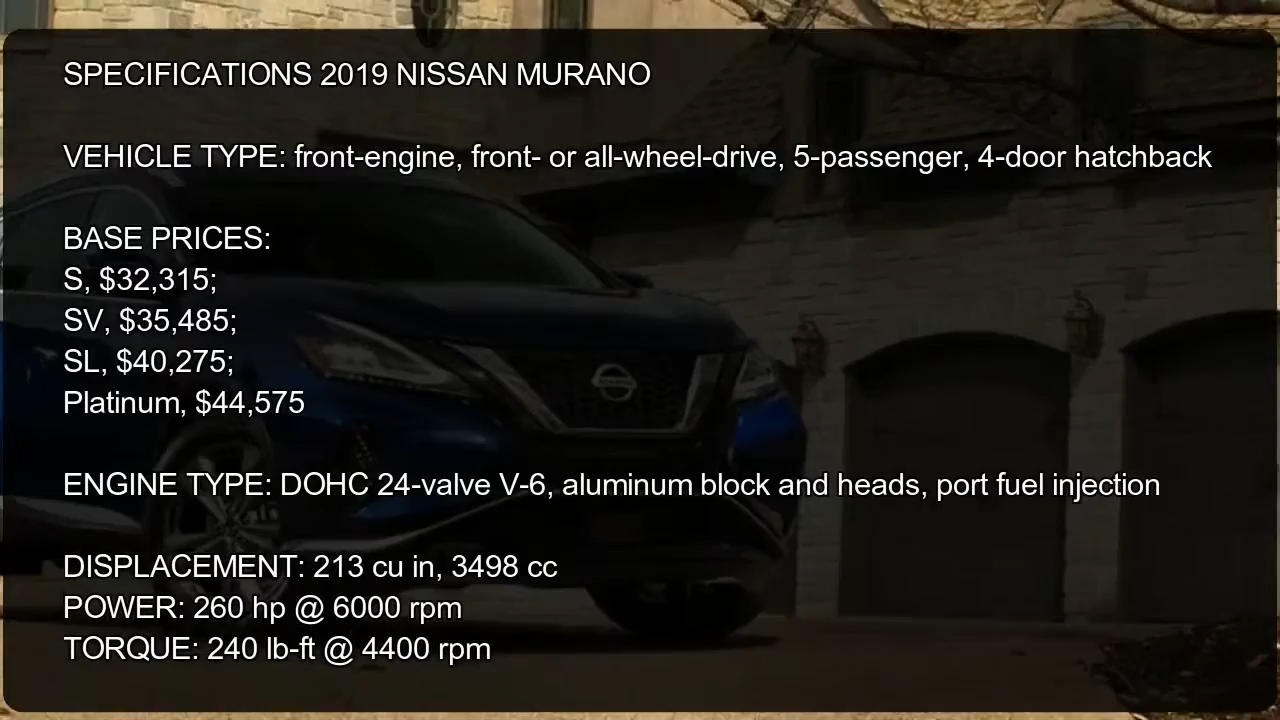 SPECIFICATIONS 2019 NISSAN MURANO
VEHICLE TYPE: front-engine, front- or all-wheel-drive, 5-passenger, 4-door hatchback
BASE PRICES:
S, $32,315;
SV, $35,485;
SL, $40,275;
Platinum, $44,575
ENGINE TYPE: DOHC 24-valve V-6, aluminum block and heads, port fuel injection
DISPLACEMENT: 213 cu in, 3498 cc
POWER: 260 hp @ 6000 rpm
TORQUE: 240 lb-ft @ 4400 rpm